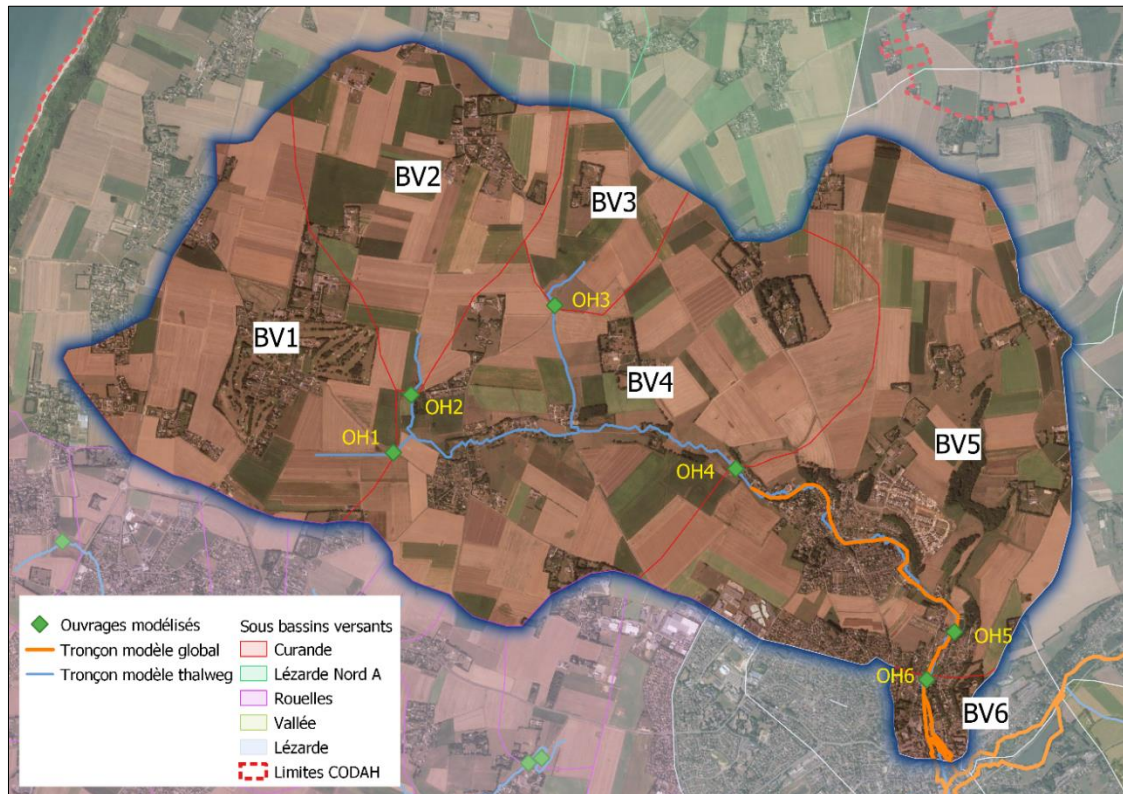 BV2
BV3
OH3
BV1
BV4
OH2
BV5
OH1
OH4
OH5
OH6
BV6
Ouvrages modélisés
Tronçon modèle global
Tronçon modèle thalweg
Sous bassins versants
Curande
Lézarde Nord A
Rouelles
Vallée
Lézarde
Limites CODAH